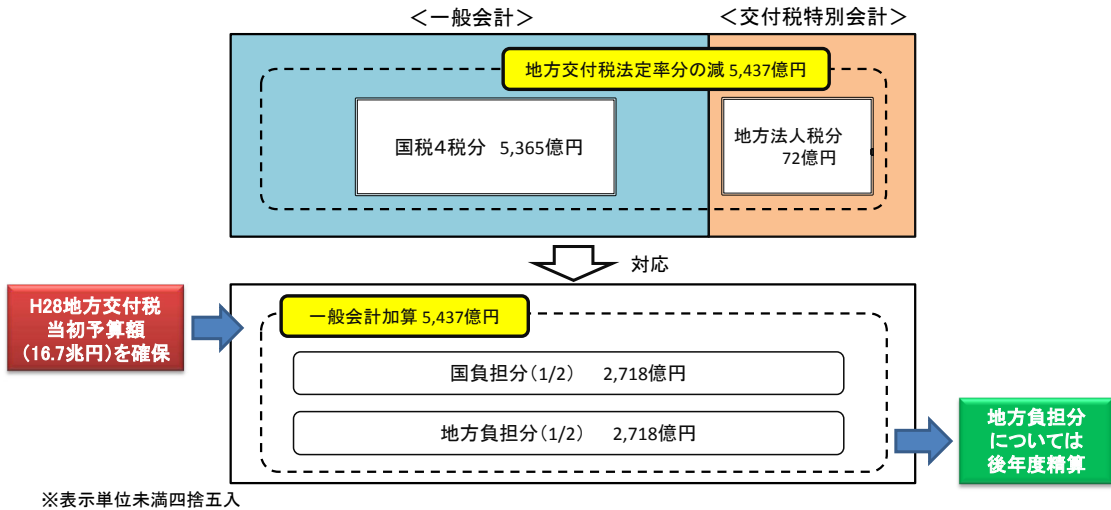 ＜一般会計＞
＜交付税特別会計＞
地方交付税法定率分の減 5,437億円
国税４税分 5,365億円
地方法人税分
72億円
対応
H28地方交付税
当初予算額
（16.7兆円）を確保
一般会計加算 5,437億円
国負担分（1/2） 2,718億円
地方負担分（1/2） 2,718億円
地方負担分
については
後年度精算
※表示単位未満四捨五入